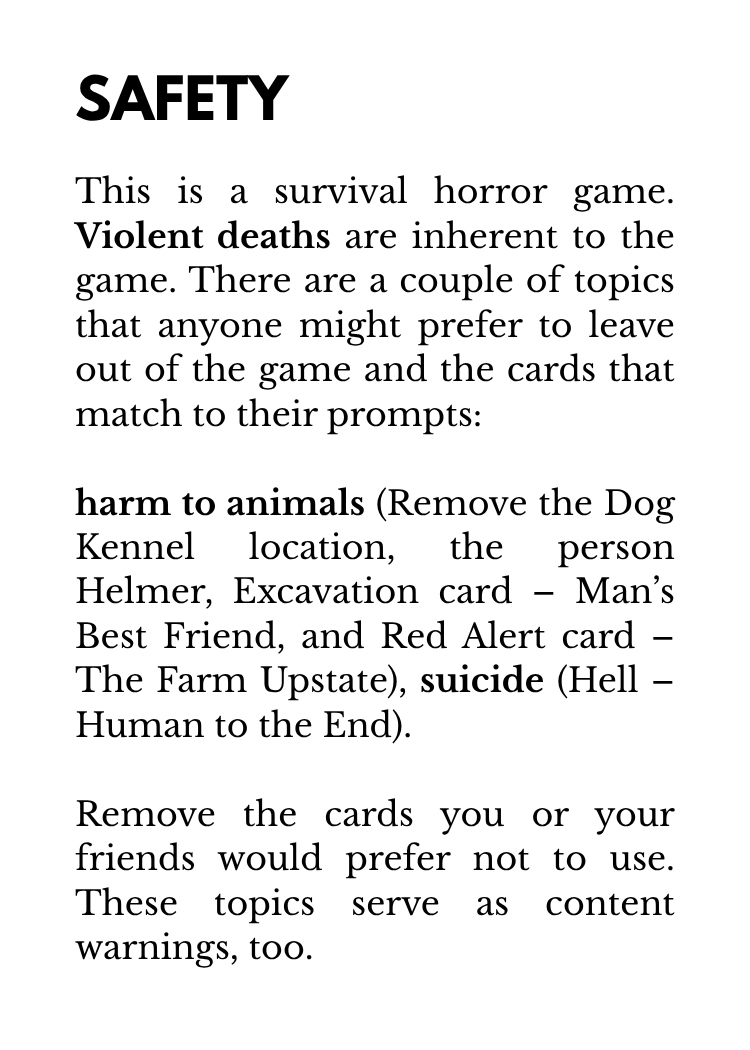 SAFETY
This is a survival horror game.
Violent deaths are inherent to the
game. There are a couple of topics
that anyone might prefer to leave
out of the game and the cards that
match to their prompts:
harm to animals (Remove the Dog
Kennel location, the person
Helmer, Excavation card – Man’s
Best Friend, and Red Alert card –
The Farm Upstate), suicide (Hell –
Human to the End).
Remove the cards you or your
friends would prefer not to use.
These topics serve as content
warnings, too.